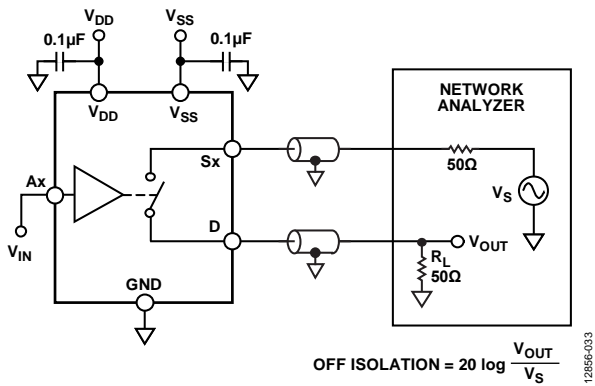 VDD
VSS
0.1µF
0.1µF
VDD
VSS
NETWORK
ANALYZER
Sx
50Ω
Ax
VS
D
VOUT
VIN
RL
50Ω
GND
OFF ISOLATION = 20 log VOUT/VS
12856-033